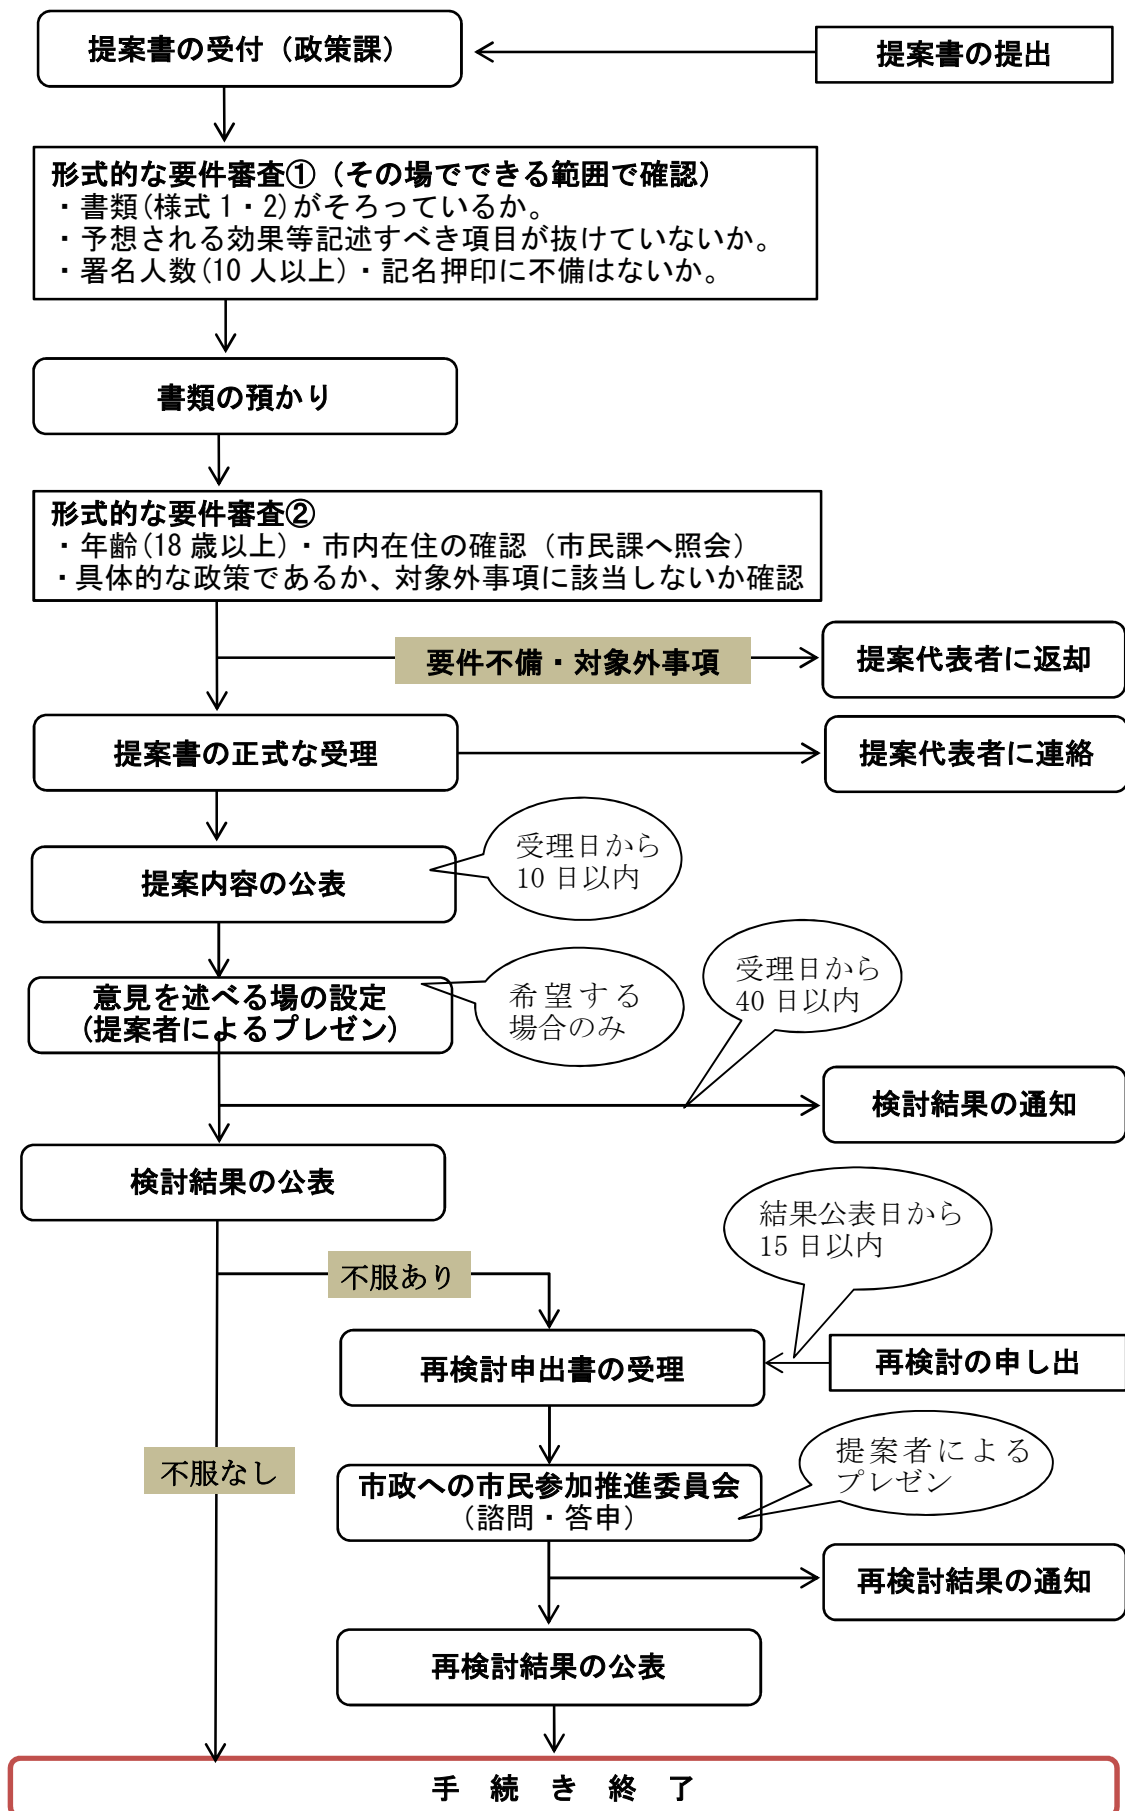 提案書の受付（政策課）
提案書の提出
形式的な要件審査①（その場でできる範囲で確認）
・書類(様式1・2)がそろっているか。
・予想される効果等記述すべき項目が抜けていないか。
・署名人数(10人以上)・記名押印に不備はないか。
書類の預かり
形式的な要件審査②
・年齢(18歳以上)・市内在住の確認（市民課へ照会）
・具体的な政策であるか、対象外事項に該当しないか確認
要件不備・対象外事項
提案代表者に返却
提案書の正式な受理
提案代表者に連絡
受理日から
10日以内
提案内容の公表
意見を述べる場の設定
(提案者によるプレゼン)
希望する
場合のみ
受理日から
40日以内
検討結果の通知
検討結果の公表
結果公表日から
15日以内
不服あり
再検討申出書の受理
再検討の申し出
不服なし
市政への市民参加推進委員会
（諮問・答申）
提案者による
プレゼン
再検討結果の通知
再検討結果の公表
手続き終了